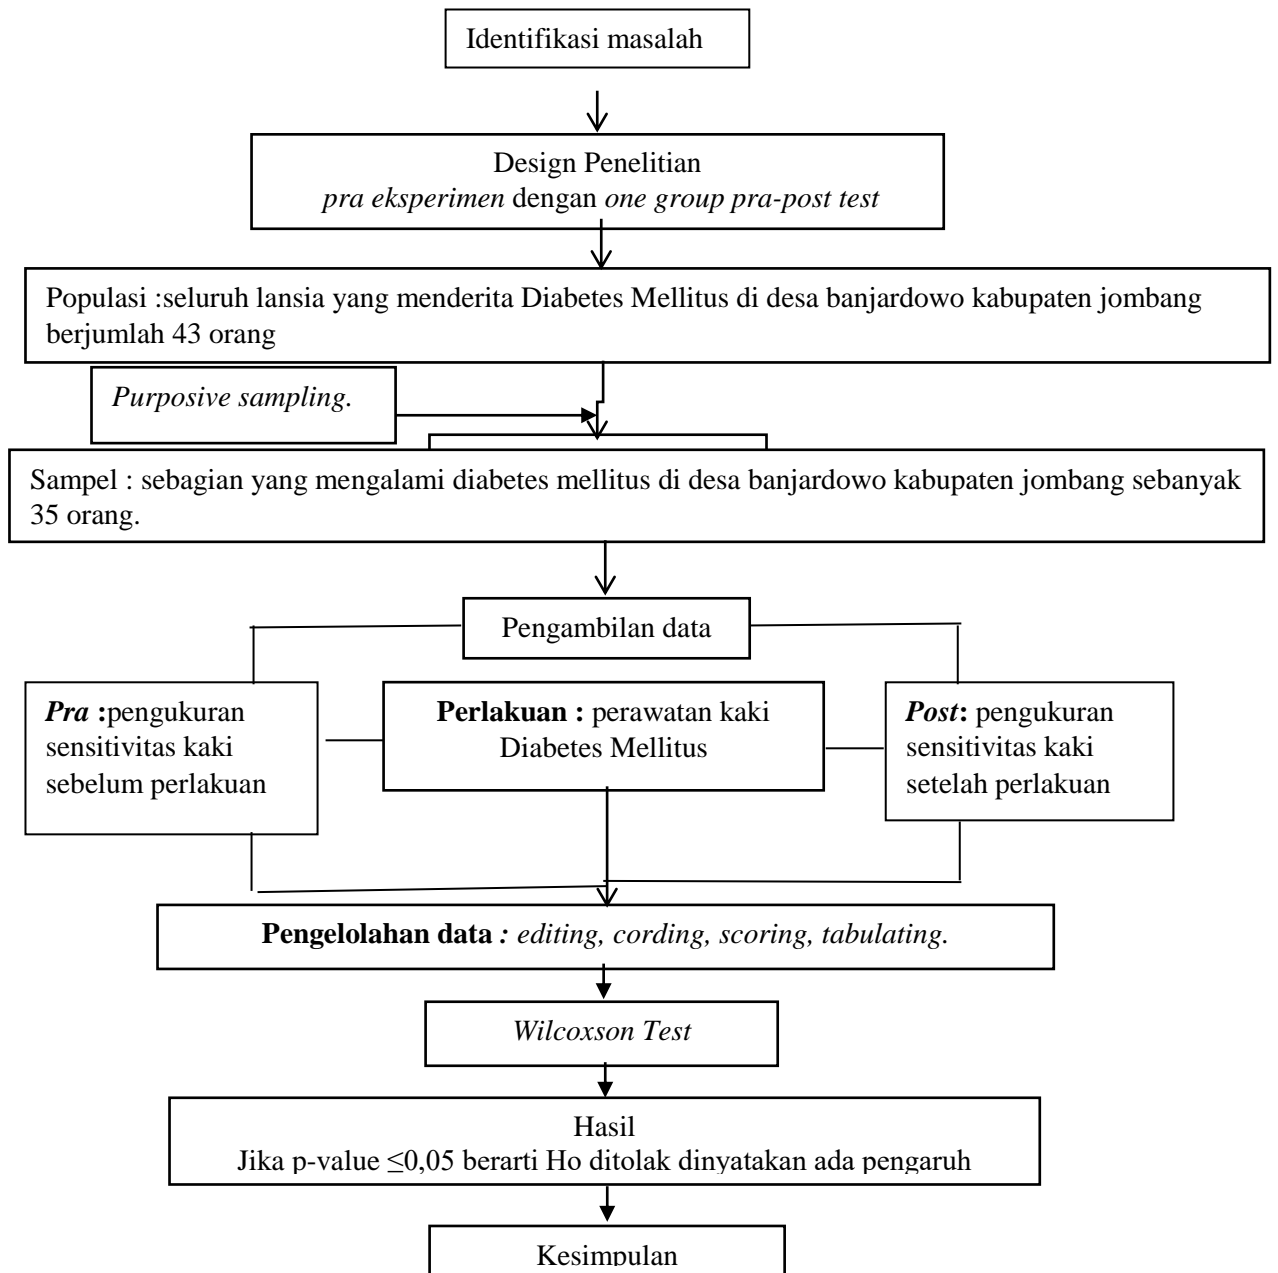 Identifikasi masalah
Design Penelitian
pra eksperimen dengan one group pra-post test
Populasi :seluruh lansia yang menderita Diabetes Mellitus di desa banjardowo kabupaten jombang
berjumlah 43 orang
Purposive sampling.
Sampel : sebagian yang mengalami diabetes mellitus di desa banjardowo kabupaten jombang sebanyak
35 orang.
Pengambilan data
Pra :pengukuran
sensitivitas kaki
sebelum perlakuan
Perlakuan : perawatan kaki
Diabetes Mellitus
Post: pengukuran
sensitivitas kaki
setelah perlakuan
Pengelolahan data : editing, cording, scoring, tabulating.
Wilcoxson Test
Hasil
Jika p-value ≤0,05 berarti Ho ditolak dinyatakan ada pengaruh
Kesimpulan